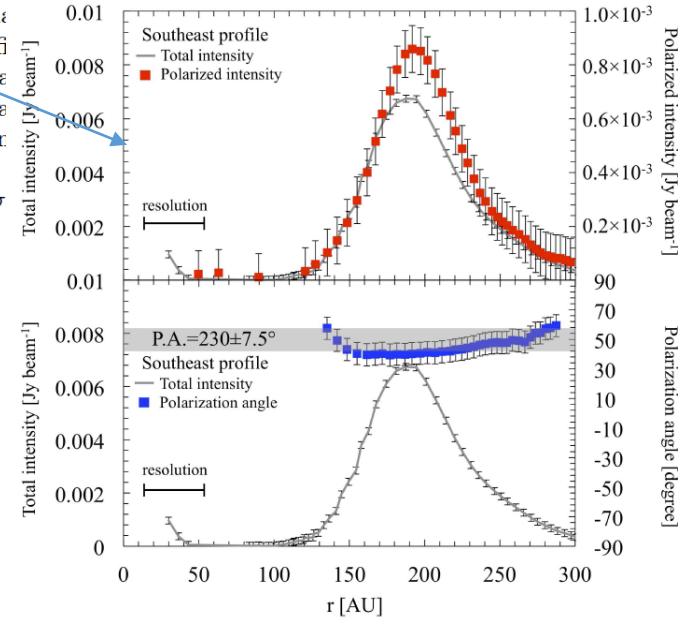 Total intensity [Jy beam⁻¹]
0.01
0.008
0.006
0.004
0.002
0.01
Southeast profile
Total intensity
Polarized intensity
resolution
1.0×10⁻³
0.8×10⁻³
0.6×10⁻³
0.4×10⁻³
0.2×10⁻³
90
Polarized intensity [Jy beam⁻¹]
Total intensity [Jy beam⁻¹]
0.008
0.006
0.004
0.002
0
P.A.=230±7.5°
Southeast profile
Total intensity
Polarization angle
resolution
70
50
30
10
-10
-30
-50
-70
-90
Polarization angle [degree]
0 50 100 150 200 250 300
r [AU]